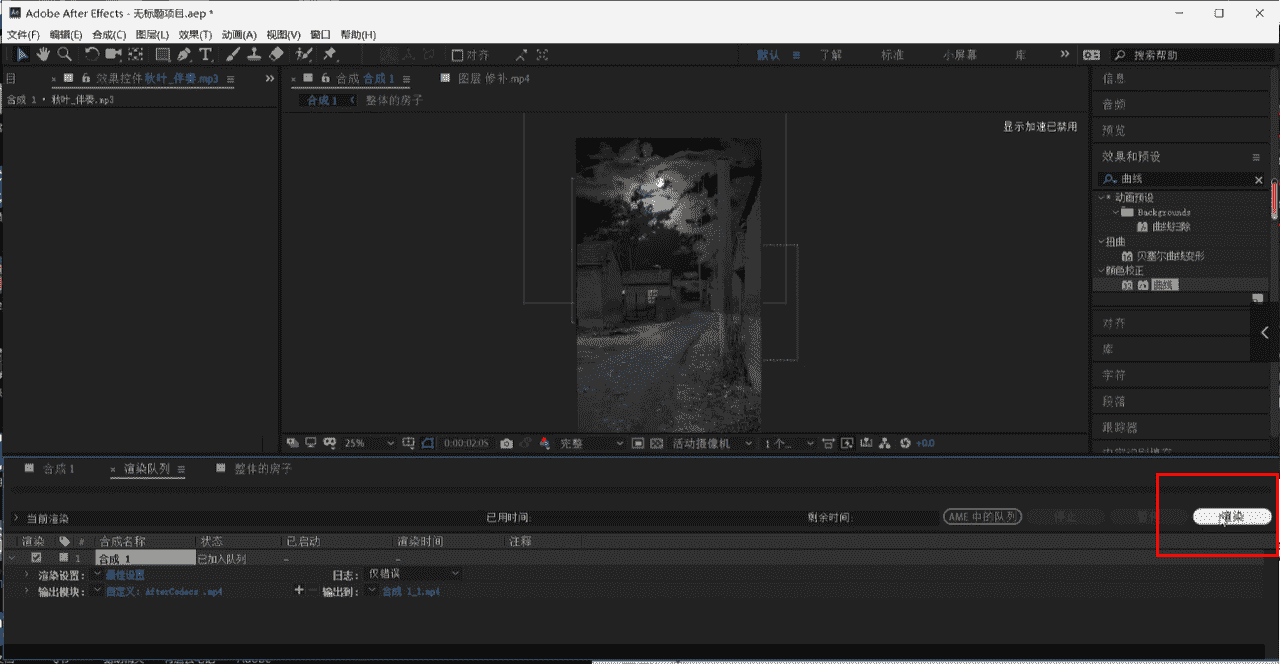 Adobe After Effects - 无标题项目.aep *
文件(F) 编辑(E) 合成(C) 图层(L) 效果(T) 动画(A) 视图(V) 窗口 帮助(H)
对齐 默认 了解 标准 小屏幕 库 搜索帮助
效果控件 秋叶_伴奏.mp3 合成 合成 1 图层 修补.mp4 信息
合成 1 • 秋叶_伴奏.mp3 合成 1 整体的房子 音频
显示加速已禁用 预览
效果和预设
曲线
动画预设
Backgrounds
曲线扫除
扭曲
贝塞尔曲线变形
颜色校正
曲线
对齐
库
字符
段落
跟踪器
25% 0:00:02:05 完整 活动摄像机 1 个... +0.0
合成 1 渲染队列 整体的房子
当前渲染 已用时间: 剩余时间: AME 中的队列 停止 渲染
渲染 # 合成名称 状态 已启动 渲染时间 注释
1 合成 1 已加入队列 - -
渲染设置: 最佳设置 日志: 仅错误
输出模块: 自定义: AfterCodecs .mp4 输出到: 合成 1_1.mp4